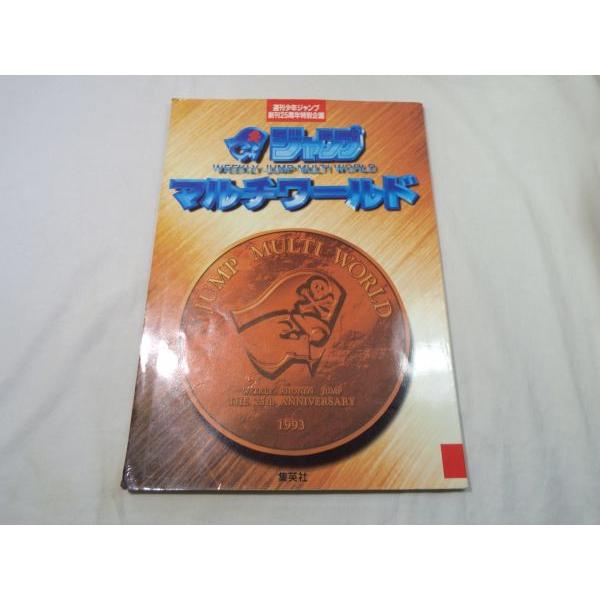 週刊少年ジャンプ
創刊25周年特別企画
ジャンプ
WEEKLY JUMP MULTI WORLD
マルチワールド
JUMP MULTI WORLD
WEEKLY SHONEN JUMP
THE 25th ANNIVERSARY
1993
集英社